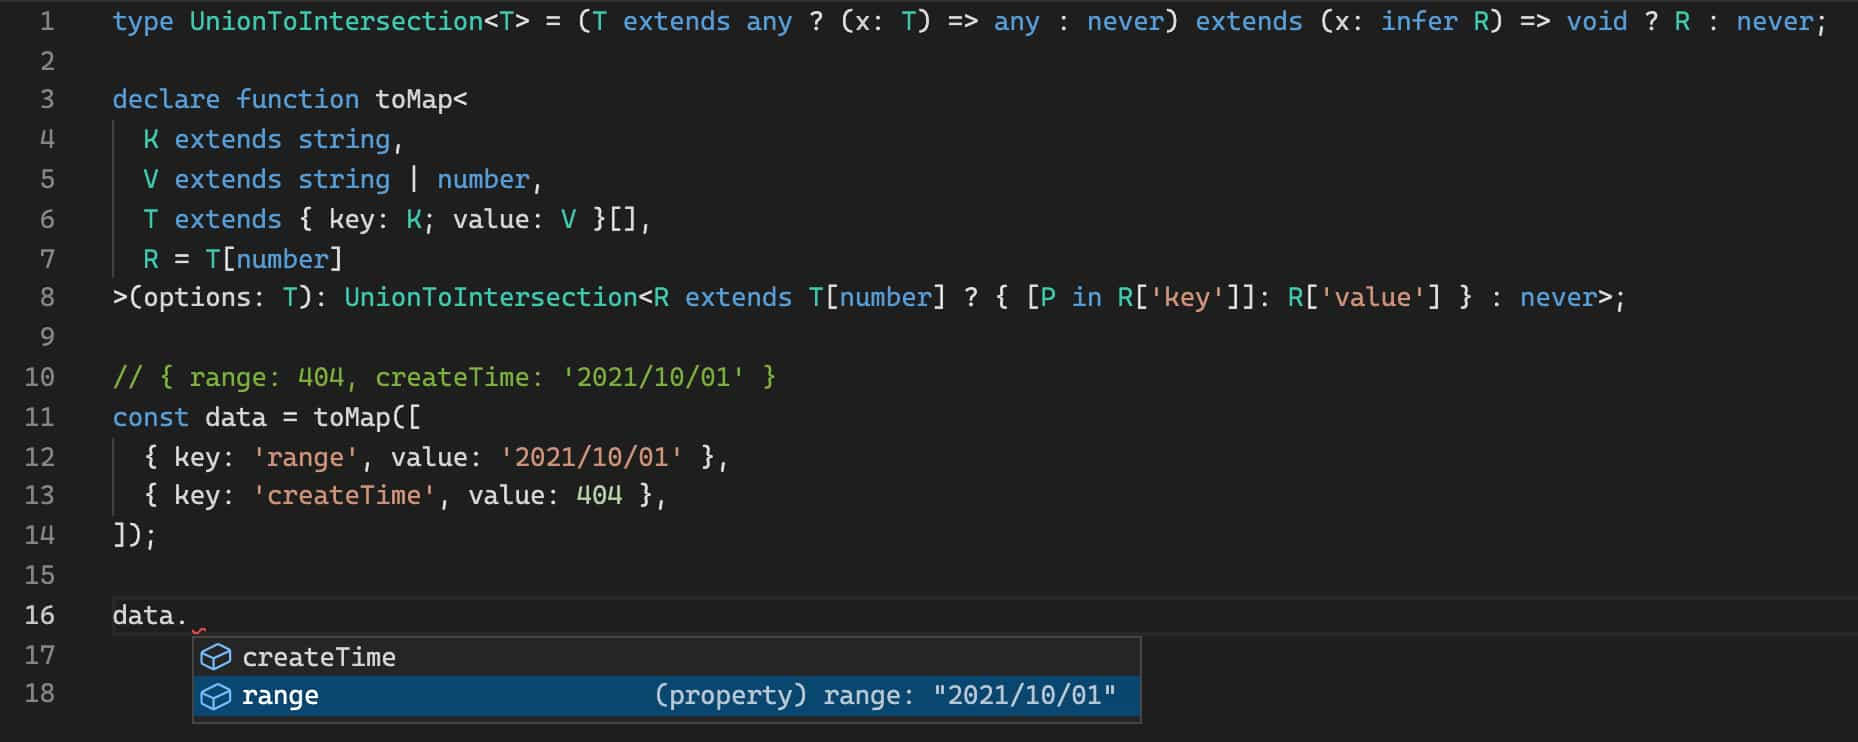 1 type UnionToIntersection<T> = (T extends any ? (x: T) => any : never) extends (x: infer R) => void ? R : never;
2
3 declare function toMap<
4 K extends string,
5 V extends string | number,
6 T extends { key: K; value: V }[],
7 R = T[number]
8 >(options: T): UnionToIntersection<R extends T[number] ? { [P in R['key']]: R['value'] } : never>;
9
10 // { range: 404, createTime: '2021/10/01' }
11 const data = toMap([
12 { key: 'range', value: '2021/10/01' },
13 { key: 'createTime', value: 404 },
14 ]);
15
16 data.
17 createTime
18 range (property) range: "2021/10/01"